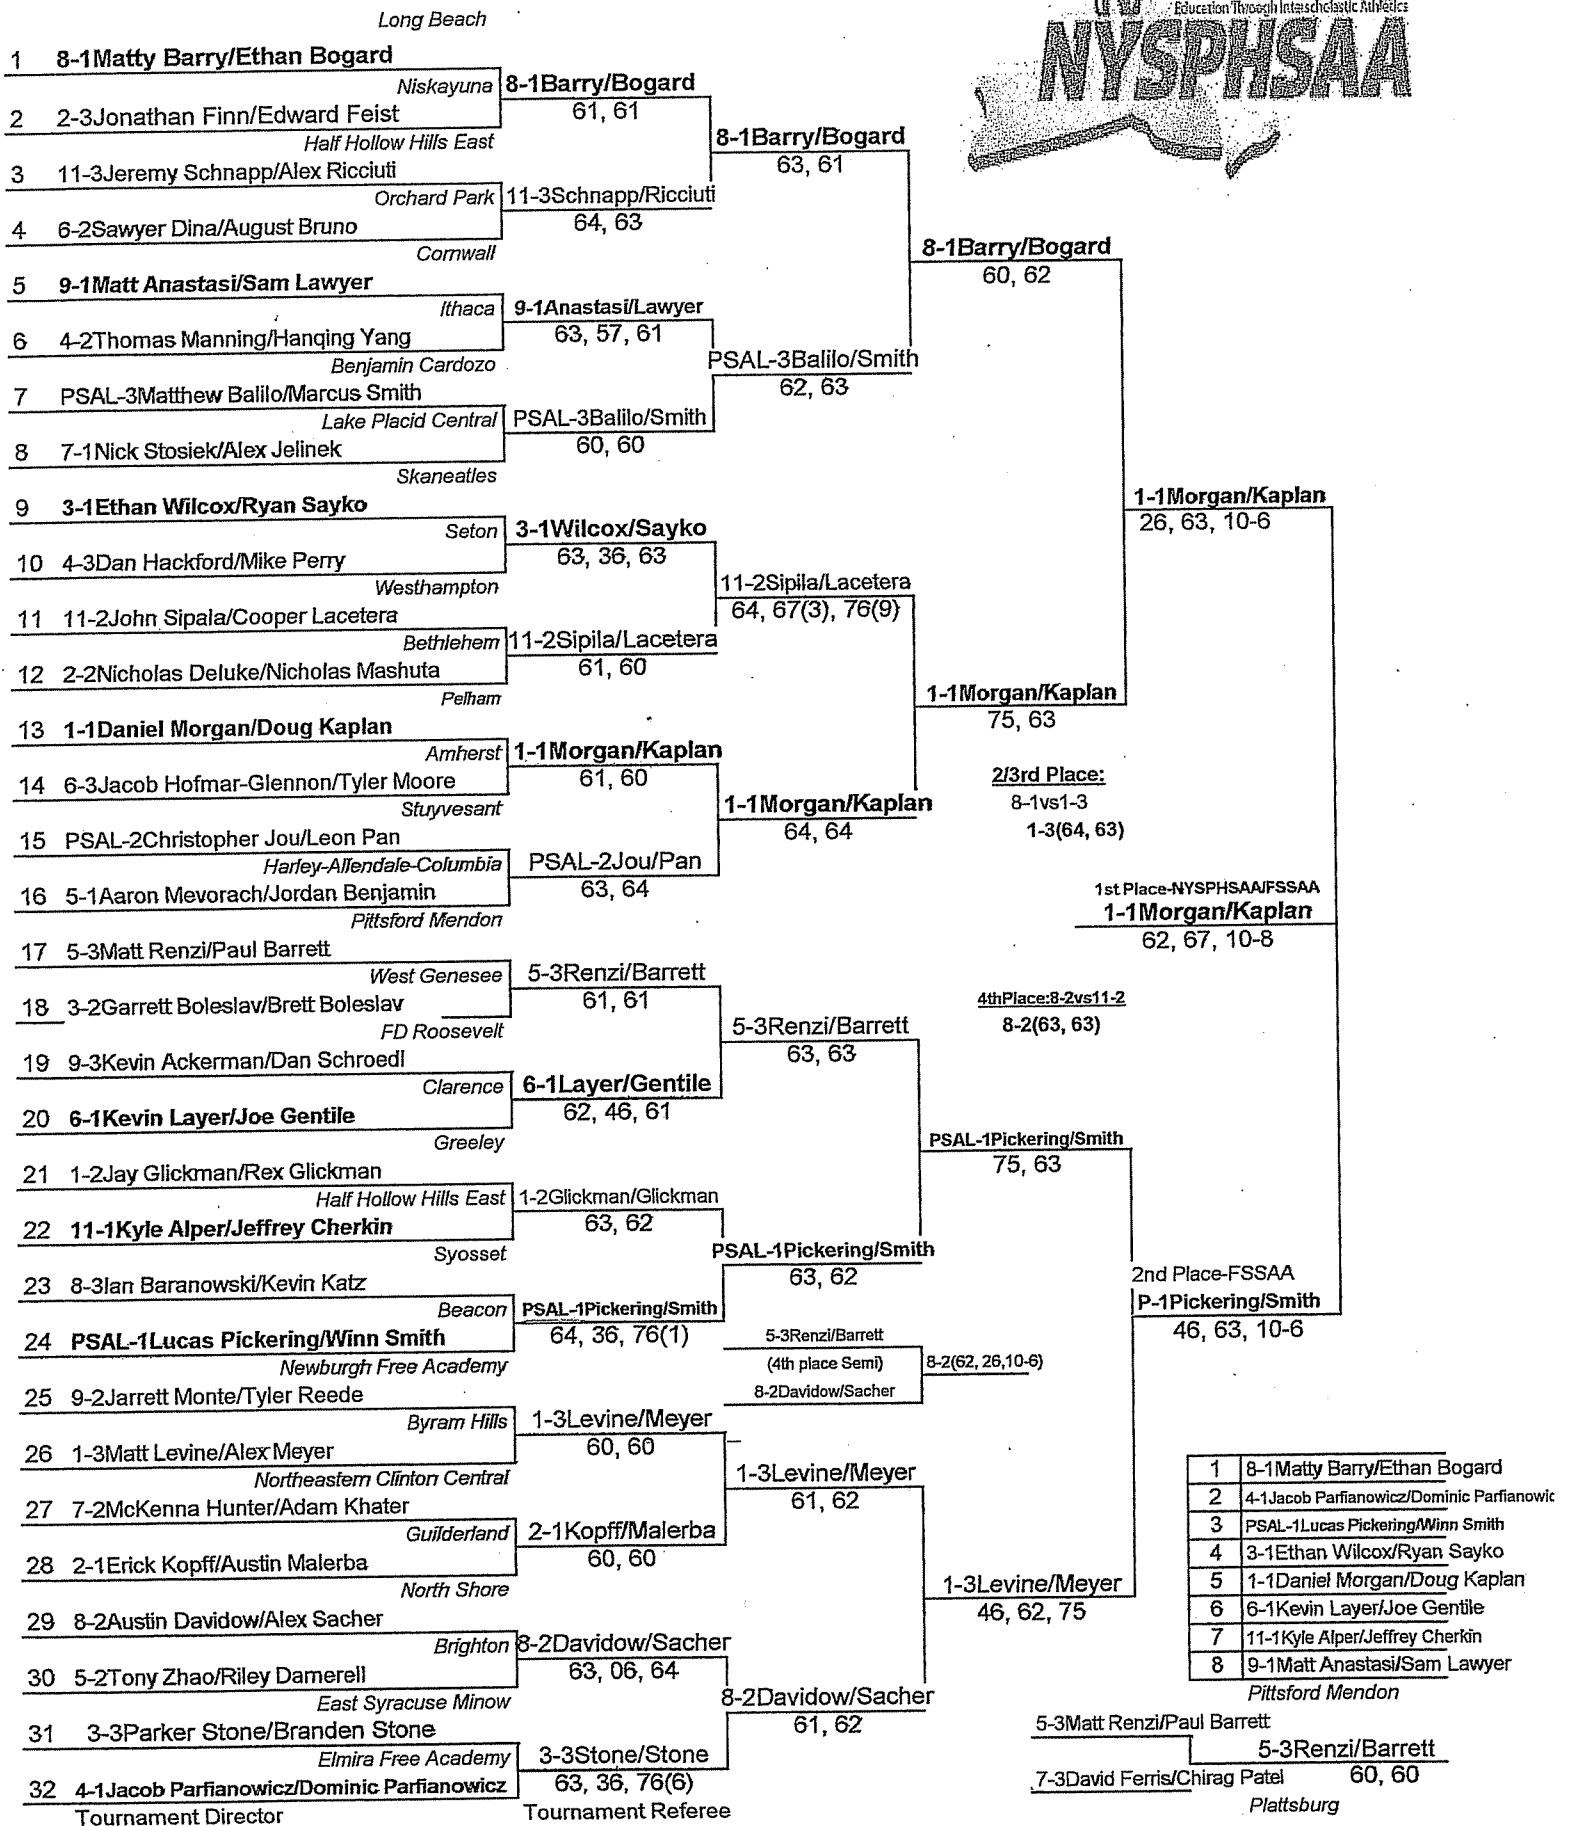 Education Through Interscholastic Athletics
NYSPHSAA
Long Beach
1 8-1Matty Barry/Ethan Bogard
Niskayuna
2 2-3Jonathan Finn/Edward Feist
Half Hollow Hills East
3 11-3Jeremy Schnapp/Alex Ricciuti
Orchard Park
4 6-2Sawyer Dina/August Bruno
Cornwall
5 9-1Matt Anastasi/Sam Lawyer
Ithaca
6 4-2Thomas Manning/Hanqing Yang
Benjamin Cardozo
7 PSAL-3Matthew Balilo/Marcus Smith
Lake Placid Central
8 7-1Nick Stosiek/Alex Jelinek
Skaneatles
9 3-1Ethan Wilcox/Ryan Sayko
Seton
10 4-3Dan Hackford/Mike Perry
Westhampton
11 11-2John Sipala/Cooper Lacetera
Bethlehem
12 2-2Nicholas Deluke/Nicholas Mashuta
Pelham
13 1-1Daniel Morgan/Doug Kaplan
Amherst
14 6-3Jacob Hofmar-Glennon/Tyler Moore
Stuyvesant
15 PSAL-2Christopher Jou/Leon Pan
Harley-Allendale-Columbia
16 5-1Aaron Mevorach/Jordan Benjamin
Pittsford Mendon
17 5-3Matt Renzi/Paul Barrett
West Genesee
18 3-2Garrett Boleslav/Brett Boleslav
FD Roosevelt
19 9-3Kevin Ackerman/Dan Schroedl
Clarence
20 6-1Kevin Layer/Joe Gentile
Greeley
21 1-2Jay Glickman/Rex Glickman
Half Hollow Hills East
22 11-1Kyle Alper/Jeffrey Cherkin
Syosset
23 8-3Ian Baranowski/Kevin Katz
Beacon
24 PSAL-1Lucas Pickering/Winn Smith
Newburgh Free Academy
25 9-2Jarrett Monte/Tyler Reede
Byram Hills
26 1-3Matt Levine/Alex Meyer
Northeastern Clinton Central
27 7-2McKenna Hunter/Adam Khater
Guilderland
28 2-1Erick Kopff/Austin Malerba
North Shore
29 8-2Austin Davidow/Alex Sacher
Brighton
30 5-2Tony Zhao/Riley Damerell
East Syracuse Minow
31 3-3Parker Stone/Branden Stone
Elmira Free Academy
32 4-1Jacob Parfianowicz/Dominic Parfianowicz
Tournament Director
8-1Barry/Bogard
61, 61
11-3Schnapp/Ricciuti
64, 63
9-1Anastasi/Lawyer
63, 57, 61
PSAL-3Balilo/Smith
60, 60
3-1Wilcox/Sayko
63, 36, 63
11-2Sipila/Lacetera
61, 60
1-1Morgan/Kaplan
61, 60
PSAL-2Jou/Pan
63, 64
5-3Renzi/Barrett
61, 61
6-1Layer/Gentile
62, 46, 61
1-2Glickman/Glickman
63, 62
PSAL-1Pickering/Smith
64, 36, 76(1)
1-3Levine/Meyer
60, 60
2-1Kopff/Malerba
60, 60
8-2Davidow/Sacher
63, 06, 64
3-3Stone/Stone
63, 36, 76(6)
Tournament Referee
8-1Barry/Bogard
63, 61
PSAL-3Balilo/Smith
62, 63
11-2Sipila/Lacetera
64, 67(3), 76(9)
1-1Morgan/Kaplan
64, 64
5-3Renzi/Barrett
63, 63
PSAL-1Pickering/Smith
63, 62
5-3Renzi/Barrett
(4th place Semi)
8-2Davidow/Sacher
8-2(62, 26,10-6)
1-3Levine/Meyer
61, 62
8-2Davidow/Sacher
61, 62
8-1Barry/Bogard
60, 62
1-1Morgan/Kaplan
75, 63
2/3rd Place:
8-1vs1-3
1-3(64, 63)
4thPlace:8-2vs11-2
8-2(63, 63)
PSAL-1Pickering/Smith
75, 63
1-3Levine/Meyer
46, 62, 75
1-1Morgan/Kaplan
26, 63, 10-6
1st Place-NYSPHSAA/FSSAA
1-1Morgan/Kaplan
62, 67, 10-8
2nd Place-FSSAA
P-1Pickering/Smith
46, 63, 10-6
1 8-1Matty Barry/Ethan Bogard
2 4-1Jacob Parfianowicz/Dominic Parfianowic
3 PSAL-1Lucas Pickering/Winn Smith
4 3-1Ethan Wilcox/Ryan Sayko
5 1-1Daniel Morgan/Doug Kaplan
6 6-1Kevin Layer/Joe Gentile
7 11-1Kyle Alper/Jeffrey Cherkin
8 9-1Matt Anastasi/Sam Lawyer
Pittsford Mendon
5-3Matt Renzi/Paul Barrett
5-3Renzi/Barrett
7-3David Ferris/Chirag Patel
60, 60
Plattsburg